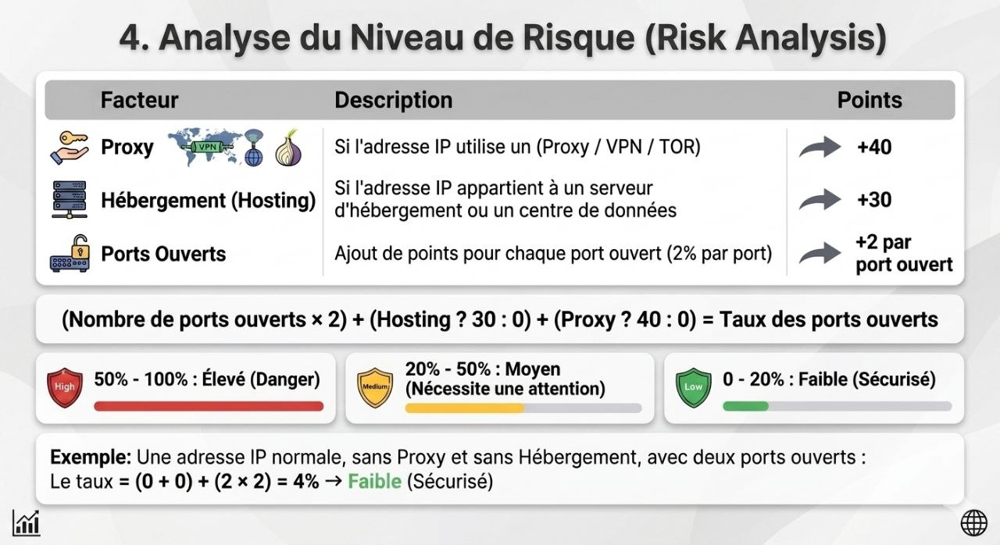 4. Analyse du Niveau de Risque (Risk Analysis)
Facteur Description Points
Proxy VPN Si l'adresse IP utilise un (Proxy / VPN / TOR) +40
Hébergement (Hosting) Si l'adresse IP appartient à un serveur
d'hébergement ou un centre de données +30
Ports Ouverts Ajout de points pour chaque port ouvert (2% par port) +2 par
port ouvert
(Nombre de ports ouverts × 2) + (Hosting ? 30 : 0) + (Proxy ? 40 : 0) = Taux des ports ouverts
High 50% - 100% : Élevé (Danger)
Medium 20% - 50% : Moyen
(Nécessite une attention)
Low 0 - 20% : Faible (Sécurisé)
Exemple: Une adresse IP normale, sans Proxy et sans Hébergement, avec deux ports ouverts :
Le taux = (0 + 0) + (2 × 2) = 4% → Faible (Sécurisé)